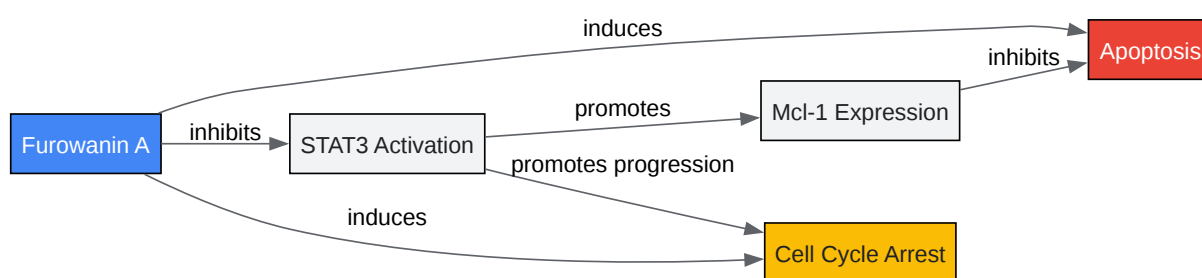 induces
Apoptosis
inhibits
promotes
Mcl-1 Expression
Furowanin A
inhibits
STAT3 Activation
promotes progression
induces
Cell Cycle Arrest